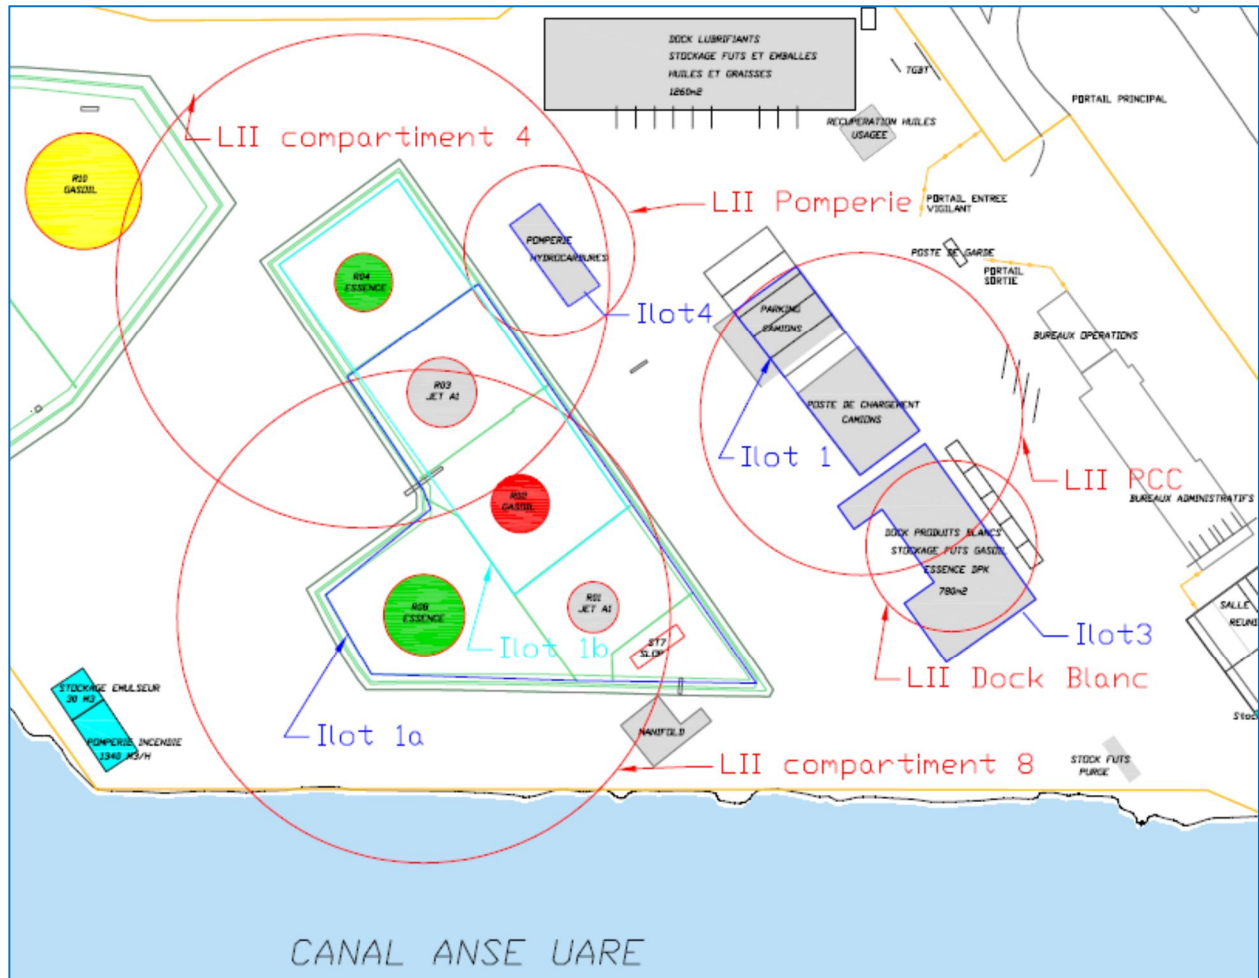 DOCK LUBRIFIANTS
STOCKAGE FUTS ET EMBALLES
HUILES ET GRAISSES
1260m2
TGBT
PORTAIL PRINCIPAL
RECUPERATION HUILES
USAGEE
LII compartiment 4
R10
GASOIL
LII Pomperie
PORTAIL ENTREE
VIGILANT
POMPERIE
HYDROCARBURES
POSTE DE GARDE
PORTAIL
SORTIE
R04
ESSENCE
Ilot4
PARKING
CAMIONS
BUREAUX OPERATIONS
R03
JET A1
POSTE DE CHARGEMENT
CAMIONS
Ilot 1
LII PCC
R02
GASOIL
BUREAUX ADMINISTRATIFS
DOCK PRODUITS BLANCS
STOCKAGE FUTS GASOIL
ESSENCE DPK
780m2
R08
ESSENCE
R01
JET A1
SALLE
REUNI
Ilot 1b
ST7
SLOP
Ilot3
LII Dock Blanc
STOCKAGE EMULSEUR
30 M3
Stoc
POMPERIE INCENDIE
1340 M3/H
Ilot 1a
MANIFOLD
LII compartiment 8
STOCK FUTS
PURGE
CANAL ANSE UARE